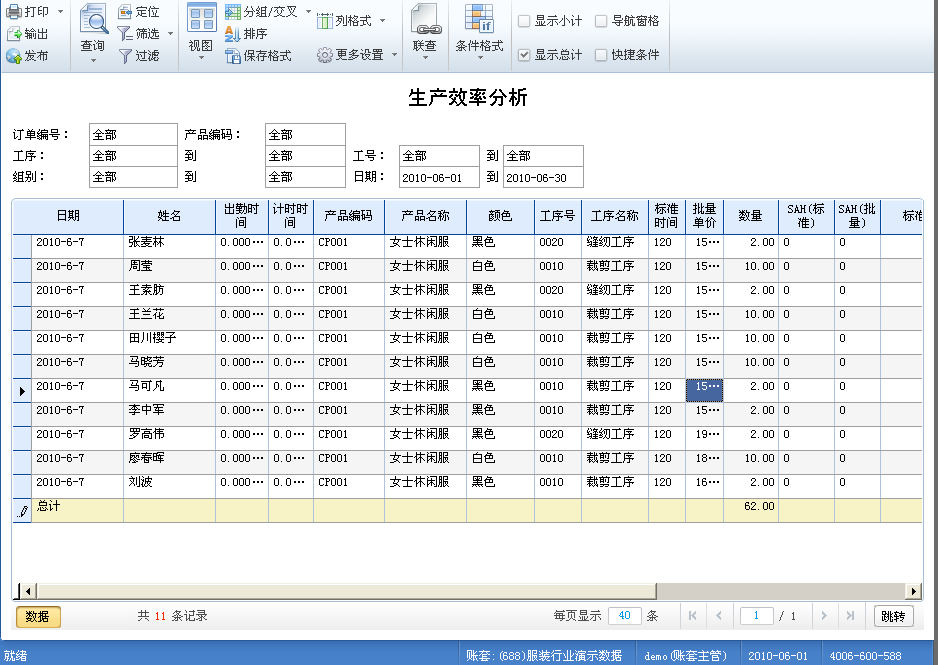 打印 定位 分组/交叉 列格式 显示小计 导航窗格
输出 查询 筛选 视图 排序 联查 条件格式
发布 过滤 保存格式 更多设置 显示总计 快捷条件
生产效率分析
订单编号： 全部 产品编码： 全部
工序： 全部 到 全部 工号： 全部 到 全部
组别： 全部 到 全部 日期： 2010-06-01 到 2010-06-30
日期 姓名 出勤时间 计时时间 产品编码 产品名称 颜色 工序号 工序名称 标准时间 批量单价 数量 SAH(标准) SAH(批量) 标准
2010-6-7 张麦林 0.000… 0.0… CP001 女士休闲服 黑色 0020 缝纫工序 120 15… 2.00 0 0
2010-6-7 周莹 0.000… 0.0… CP001 女士休闲服 白色 0010 裁剪工序 120 15… 10.00 0 0
2010-6-7 王素肪 0.000… 0.0… CP001 女士休闲服 黑色 0020 缝纫工序 120 15… 2.00 0 0
2010-6-7 王兰花 0.000… 0.0… CP001 女士休闲服 白色 0010 裁剪工序 120 15… 10.00 0 0
2010-6-7 田川樱子 0.000… 0.0… CP001 女士休闲服 白色 0010 裁剪工序 120 15… 10.00 0 0
2010-6-7 马晓芳 0.000… 0.0… CP001 女士休闲服 白色 0010 裁剪工序 120 15… 10.00 0 0
2010-6-7 马可凡 0.000… 0.0… CP001 女士休闲服 黑色 0010 裁剪工序 120 15… 2.00 0 0
2010-6-7 李中军 0.000… 0.0… CP001 女士休闲服 黑色 0010 裁剪工序 120 15… 2.00 0 0
2010-6-7 罗高伟 0.000… 0.0… CP001 女士休闲服 黑色 0020 缝纫工序 120 19… 2.00 0 0
2010-6-7 廖春晖 0.000… 0.0… CP001 女士休闲服 白色 0010 裁剪工序 120 18… 10.00 0 0
2010-6-7 刘波 0.000… 0.0… CP001 女士休闲服 黑色 0010 裁剪工序 120 16… 2.00 0 0
总计 62.00
数据 共 11 条记录 每页显示 40 条 1 / 1 跳转
就绪 账套: (688)服装行业演示数据 demo(账套主管) 2010-06-01 4006-600-588